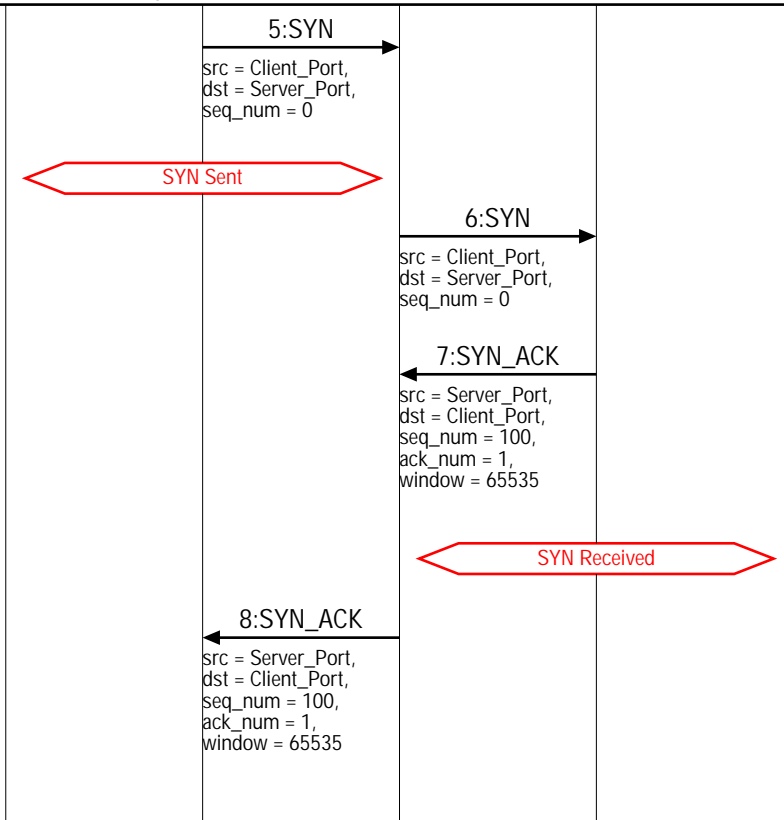 5:SYN
src = Client_Port,
dst = Server_Port,
seq_num = 0
SYN Sent
6:SYN
src = Client_Port,
dst = Server_Port,
seq_num = 0
7:SYN_ACK
src = Server_Port,
dst = Client_Port,
seq_num = 100,
ack_num = 1,
window = 65535
SYN Received
8:SYN_ACK
src = Server_Port,
dst = Client_Port,
seq_num = 100,
ack_num = 1,
window = 65535